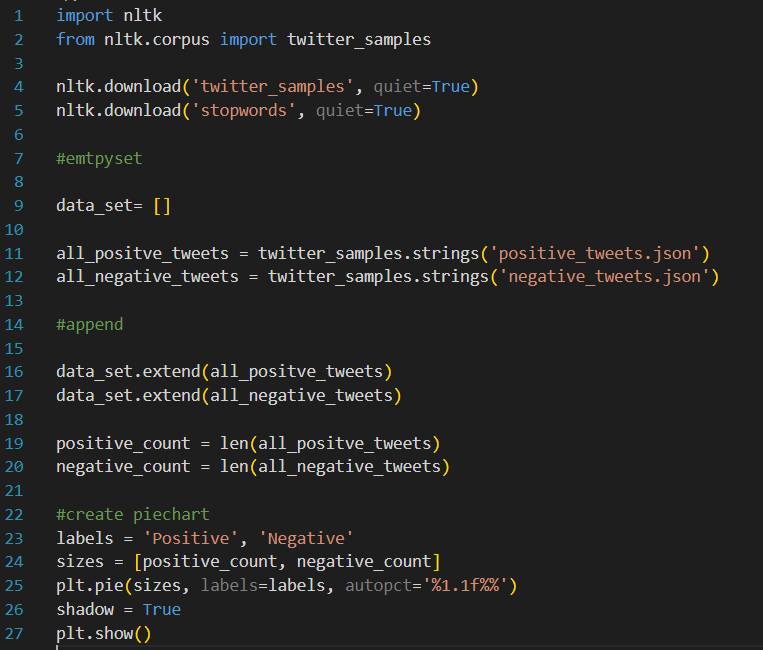 1 import nltk
2 from nltk.corpus import twitter_samples
3
4 nltk.download('twitter_samples', quiet=True)
5 nltk.download('stopwords', quiet=True)
6
7 #emtpyset
8
9 data_set= []
10
11 all_positve_tweets = twitter_samples.strings('positive_tweets.json')
12 all_negative_tweets = twitter_samples.strings('negative_tweets.json')
13
14 #append
15
16 data_set.extend(all_positve_tweets)
17 data_set.extend(all_negative_tweets)
18
19 positive_count = len(all_positve_tweets)
20 negative_count = len(all_negative_tweets)
21
22 #create piechart
23 labels = 'Positive', 'Negative'
24 sizes = [positive_count, negative_count]
25 plt.pie(sizes, labels=labels, autopct='%1.1f%%')
26 shadow = True
27 plt.show()